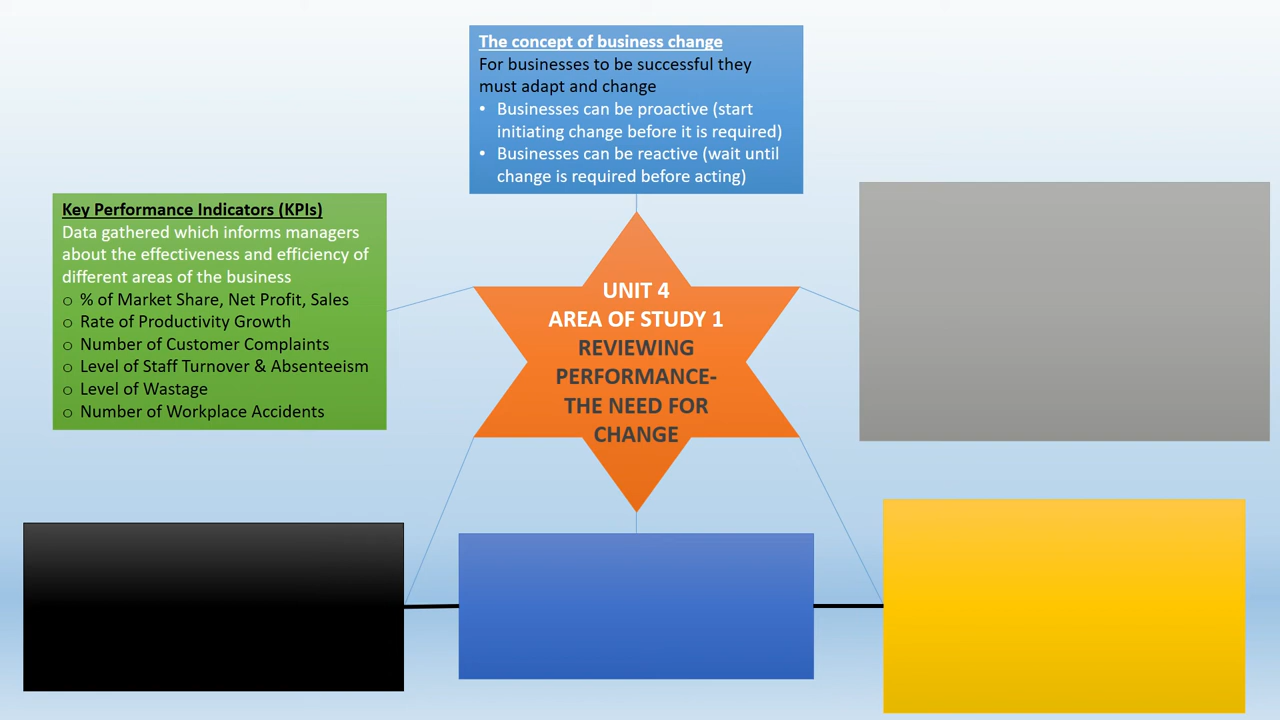 The concept of business change
For businesses to be successful they
must adapt and change
• Businesses can be proactive (start
initiating change before it is required)
• Businesses can be reactive (wait until
change is required before acting)
Key Performance Indicators (KPIs)
Data gathered which informs managers
about the effectiveness and efficiency of
different areas of the business
o % of Market Share, Net Profit, Sales
o Rate of Productivity Growth
o Number of Customer Complaints
o Level of Staff Turnover & Absenteeism
o Level of Wastage
o Number of Workplace Accidents
UNIT 4
AREA OF STUDY 1
REVIEWING
PERFORMANCE-
THE NEED FOR
CHANGE